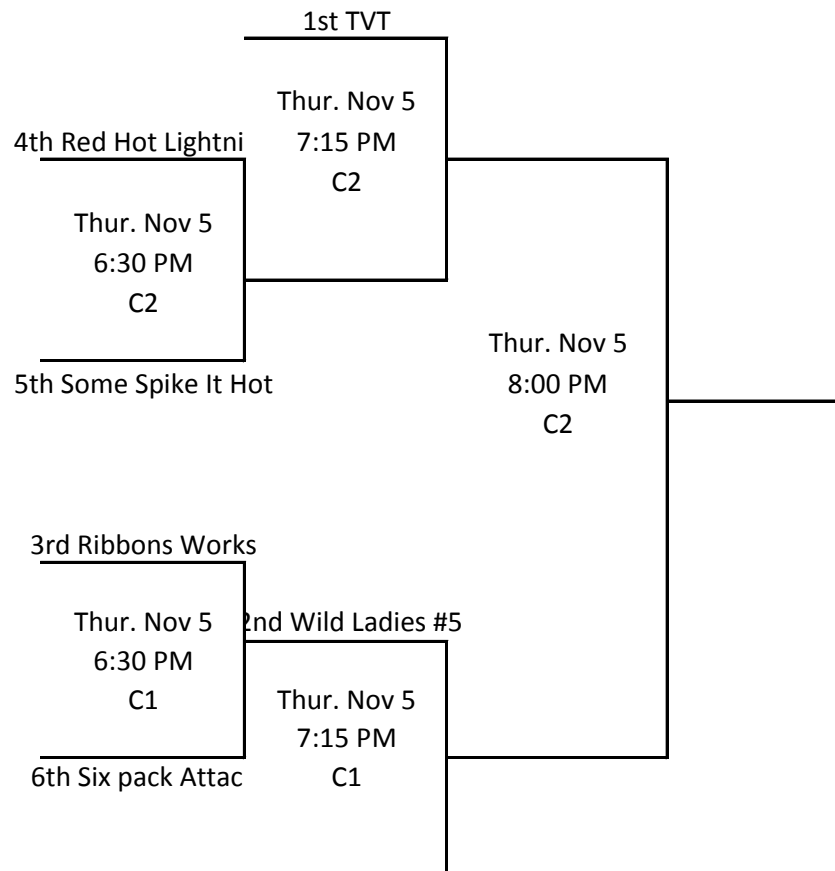 1st TVT
Thur. Nov 5
7:15 PM
C2
4th Red Hot Lightni
Thur. Nov 5
6:30 PM
C2
5th Some Spike It Hot
Thur. Nov 5
8:00 PM
C2
3rd Ribbons Works
Thur. Nov 5
6:30 PM
C1
2nd Wild Ladies #5
Thur. Nov 5
7:15 PM
C1
6th Six pack Attac